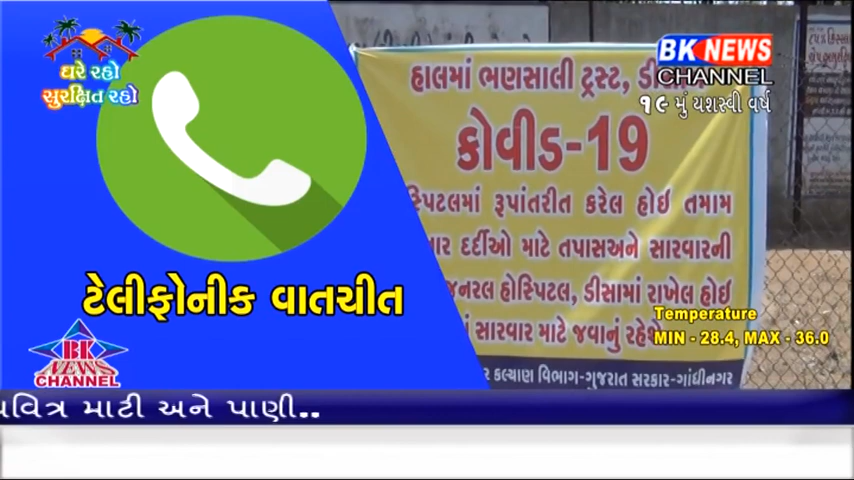 ઘરે રહો
સુરક્ષિત રહો
BK NEWS
CHANNEL
૧૯ મું યશસ્વી વર્ષ
હાલમાં ભણસાલી ટ્રસ્ટ,
કોવીડ-19
રૂપાંતરીત કરેલ હોઈ તમામ
દર્દીઓ માટે તપાસઅને સારવારની
હોસ્પિટલ, ડીસામાં રાખેલ હોઈ
સારવાર માટે જવાનું રહેશે
કલ્યાણ વિભાગ-ગુજરાત સરકાર-ગાંધીનગર
ટેલીફોનીક વાતચીત
Temperature
MIN - 28.4, MAX - 36.0
BK
NEWS
CHANNEL
પવિત્ર માટી અને પાણી..